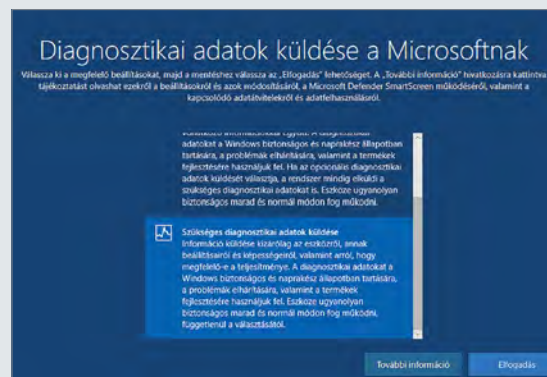 Diagnosztikai adatok küldése a Microsoftnak
Válassza ki a megfelelő beállításokat, majd a mentéshez válassza az „Elfogadás” lehetőséget. A „További információ” hivatkozásra kattintva
tájékoztatást olvashat ezekről a beállításokról és azok módosításáról, a Microsoft Defender SmartScreen működéséről, valamint a
kapcsolódó adatátvitelekről és adatfelhasználásról.
adatokat a Windows biztonságos és naprakész állapotban
tartására, a problémák elhárítására, valamint a termékek
fejlesztésére használjuk fel. Ha az opcionális diagnosztikai
adatok küldését választja, a rendszer mindig elküldi a
szükséges diagnosztikai adatokat is. Eszköze ugyanolyan
biztonságos marad és normál módon fog működni.
Szükséges diagnosztikai adatok küldése
Információ küldése kizárólag az eszközről, annak
beállításairól és képességeiről, valamint arról, hogy
megfelelő-e a teljesítménye. A diagnosztikai adatokat a
Windows biztonságos és naprakész állapotban tartására,
a problémák elhárítására, valamint a termékek
fejlesztésére használjuk fel. Eszköze ugyanolyan
biztonságos marad és normál módon fog működni,
függetlenül a választásától.
További információ
Elfogadás